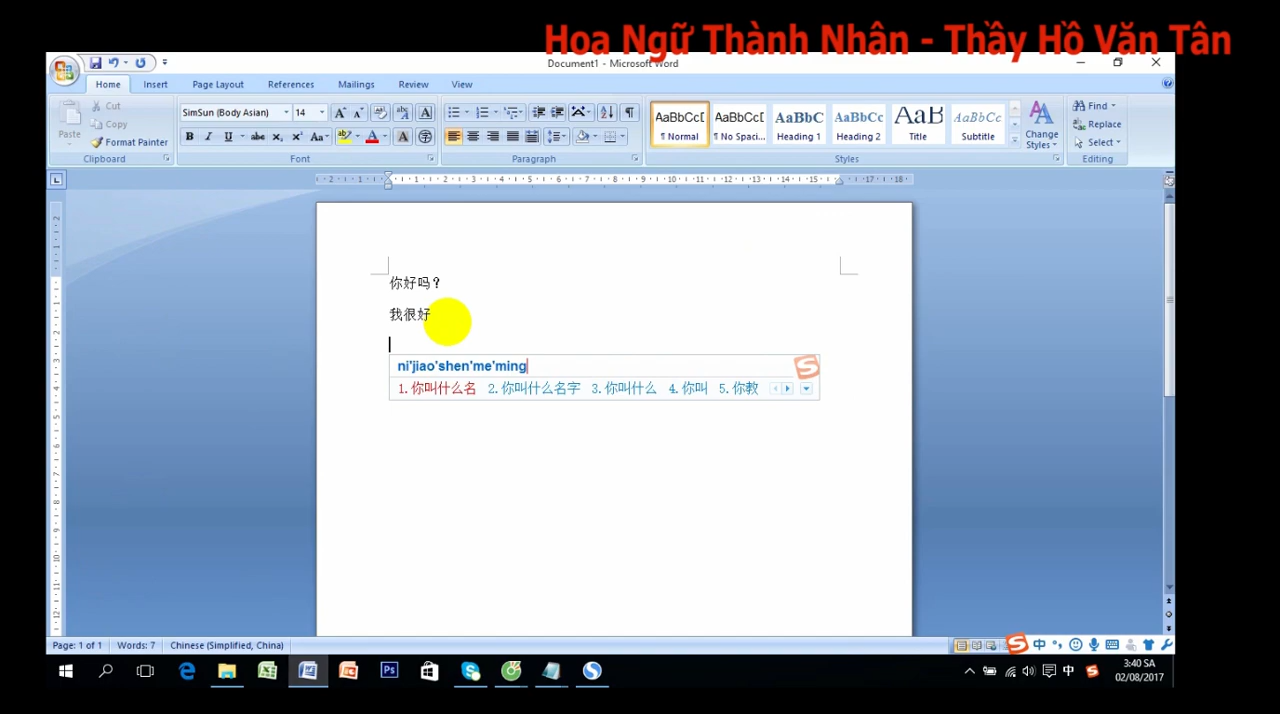 Hoa Ngữ Thành Nhân - Thầy Hồ Văn Tân
Document1 - Microsoft Word
Home Insert Page Layout References Mailings Review View
Paste
Cut
Copy
Format Painter
Clipboard
SimSun (Body Asian) 14
Font
Paragraph
AaBbCcI AaBbCcI AaBbC AaBbCc AaB AaBbCc
¶ Normal ¶ No Spaci... Heading 1 Heading 2 Title Subtitle
Change Styles
Styles
Find
Replace
Select
Editing
你好吗?
我很好
ni'jiao'shen'me'ming
1.你叫什么名 2.你叫什么名字 3.你叫什么 4.你叫 5.你教
Page: 1 of 1 Words: 7 Chinese (Simplified, China)
中
中
3:40 SA
02/08/2017